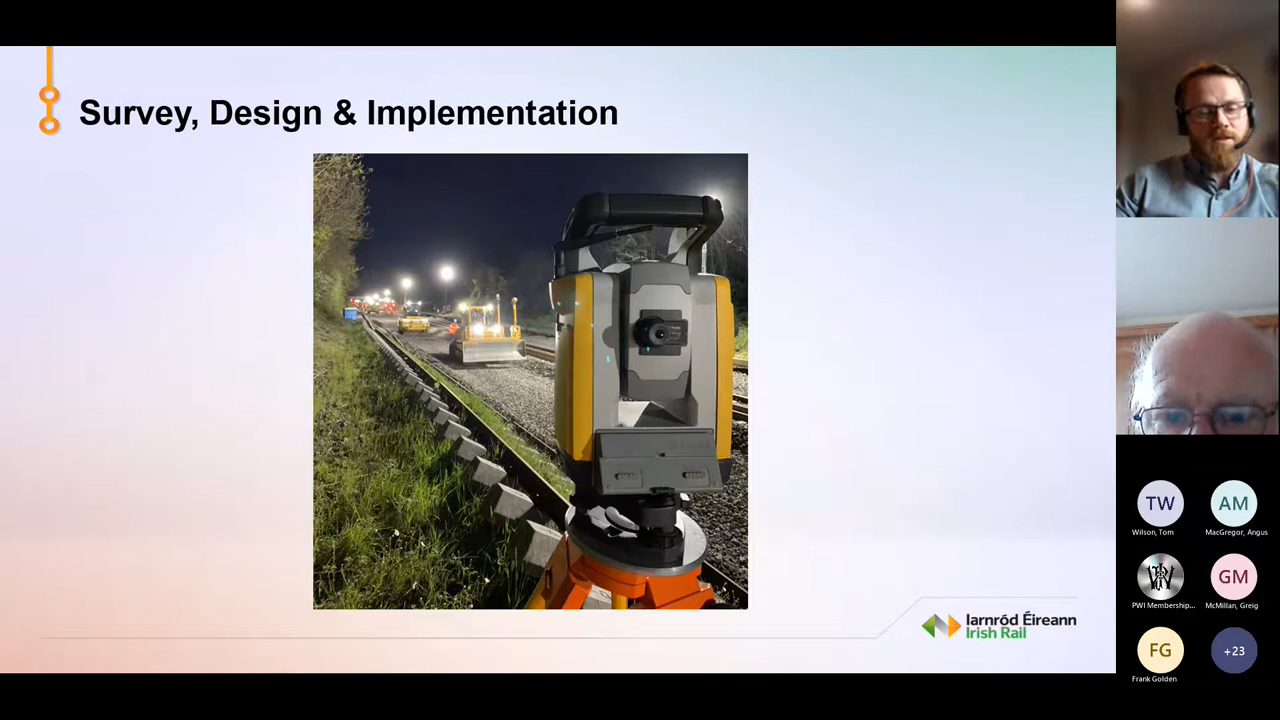 Survey, Design & Implementation
Iarnród Éireann
Irish Rail
TW
AM
Wilson, Tom
MacGregor, Angus
PWI Membership...
GM
McMillan, Greig
FG
+23
Frank Golden